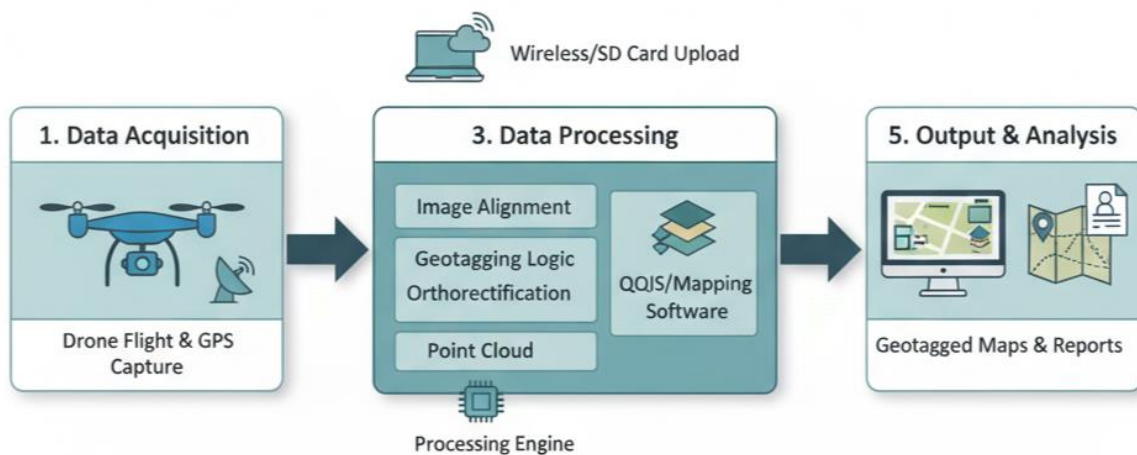 Wireless/SD Card Upload
1. Data Acquisition
Drone Flight & GPS
Capture
3. Data Processing
Image Alignment
Geotagging Logic
Orthorectification
Point Cloud
QQJS/Mapping
Software
Processing Engine
5. Output & Analysis
Geotagged Maps & Reports